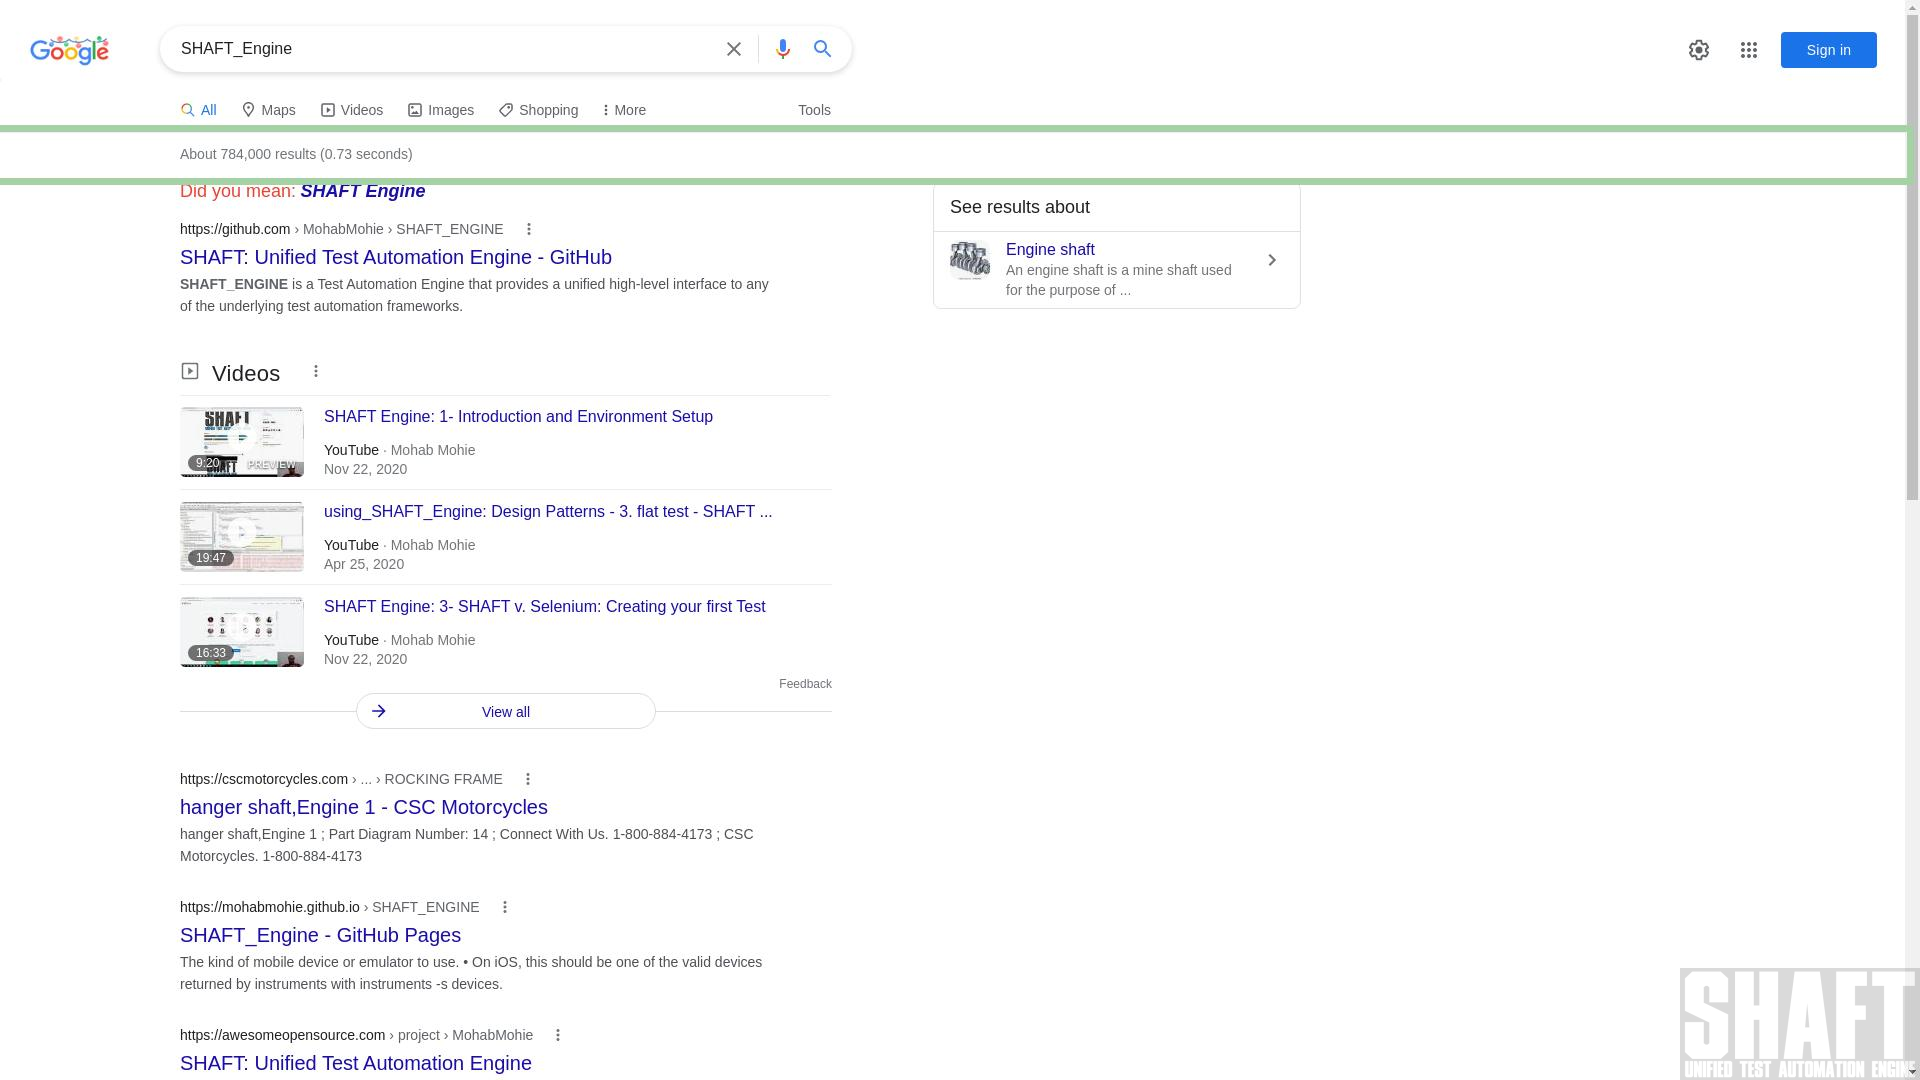 Google
SHAFT_Engine
Sign in
All
Maps
Videos
Images
Shopping
More
Tools
About 784,000 results (0.73 seconds)
Did you mean: SHAFT Engine
https://github.com › MohabMohie › SHAFT_ENGINE
SHAFT: Unified Test Automation Engine - GitHub
SHAFT_ENGINE is a Test Automation Engine that provides a unified high-level interface to any
of the underlying test automation frameworks.
See results about
Engine shaft
An engine shaft is a mine shaft used
for the purpose of ...
Videos
SHAFT
9:20
PREVIEW
SHAFT Engine: 1- Introduction and Environment Setup
YouTube · Mohab Mohie
Nov 22, 2020
19:47
using_SHAFT_Engine: Design Patterns - 3. flat test - SHAFT ...
YouTube · Mohab Mohie
Apr 25, 2020
16:33
SHAFT Engine: 3- SHAFT v. Selenium: Creating your first Test
YouTube · Mohab Mohie
Nov 22, 2020
Feedback
View all
https://cscmotorcycles.com › ... › ROCKING FRAME
hanger shaft,Engine 1 - CSC Motorcycles
hanger shaft,Engine 1 ; Part Diagram Number: 14 ; Connect With Us. 1-800-884-4173 ; CSC
Motorcycles. 1-800-884-4173
https://mohabmohie.github.io › SHAFT_ENGINE
SHAFT_Engine - GitHub Pages
The kind of mobile device or emulator to use. • On iOS, this should be one of the valid devices
returned by instruments with instruments -s devices.
https://awesomeopensource.com › project › MohabMohie
SHAFT: Unified Test Automation Engine
SHAFT
UNIFIED TEST AUTOMATION ENGINE